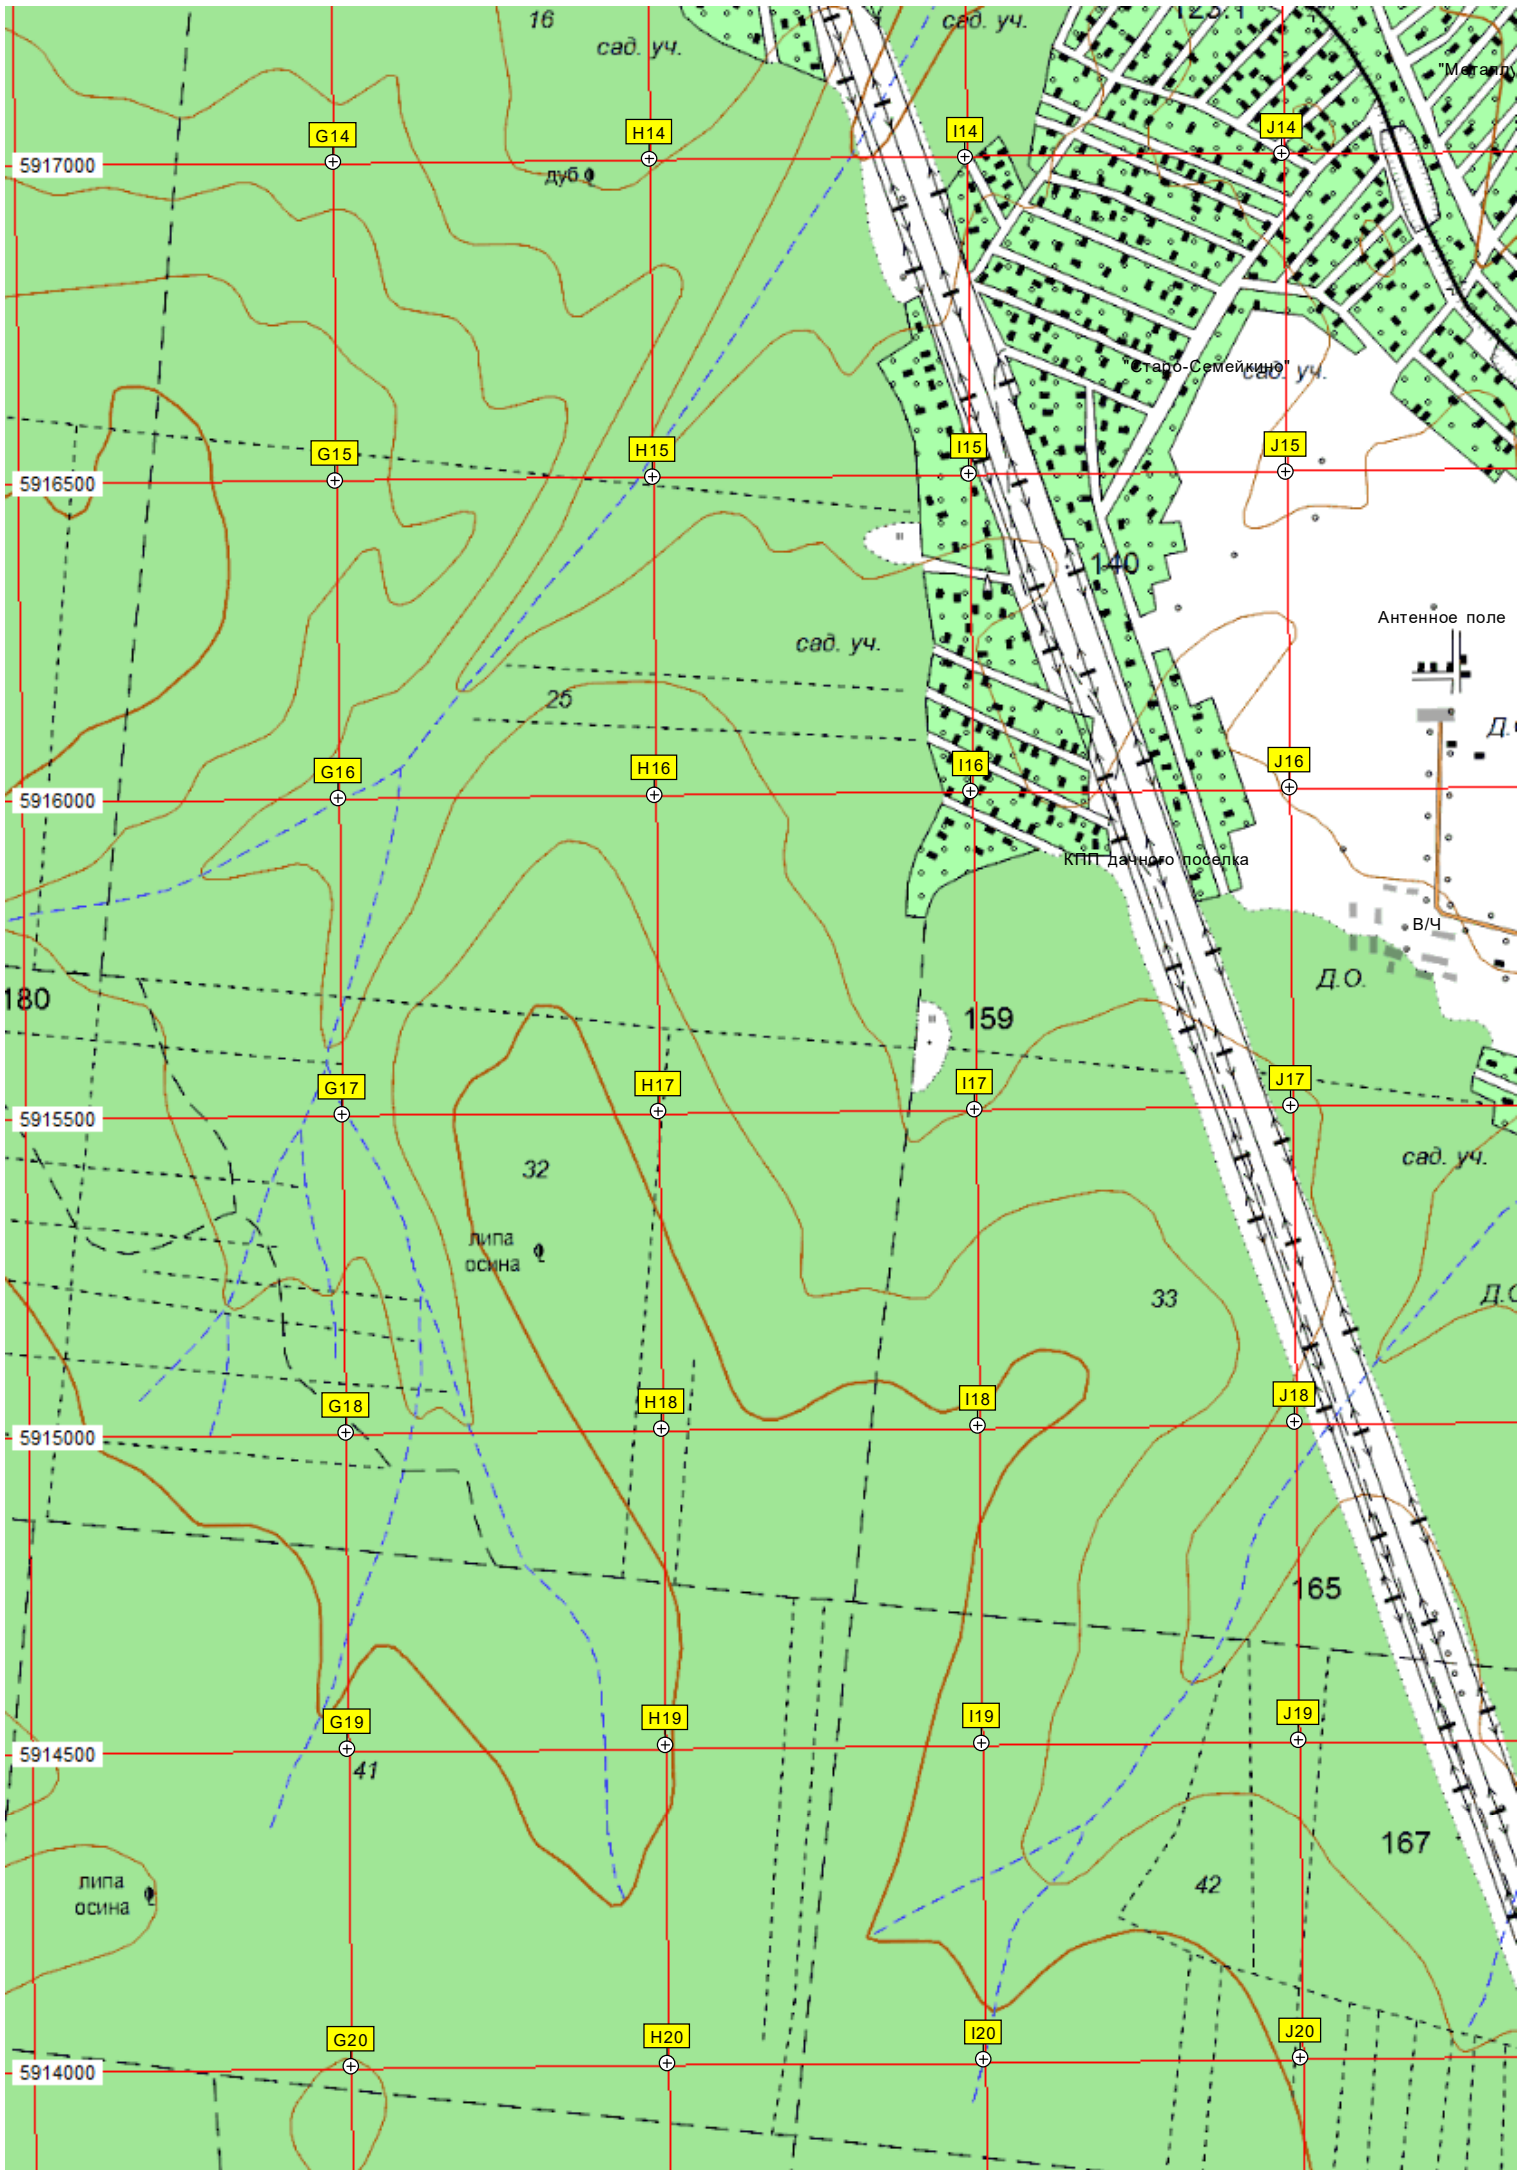 16
сад. уч.
сад. уч.
G14
H14
I14
J14
5917000
дуб
"Старо-Семейкино"
сад. уч.
G15
H15
I15
J15
5916500
140
Антенное поле
сад. уч.
25
G16
H16
I16
J16
5916000
КПП дачного поселка
В/Ч
Д.О.
180
159
G17
H17
I17
J17
5915500
сад. уч.
32
липа
осина
33
G18
H18
I18
J18
5915000
165
G19
H19
I19
J19
5914500
41
167
42
липа
осина
G20
H20
I20
J20
5914000